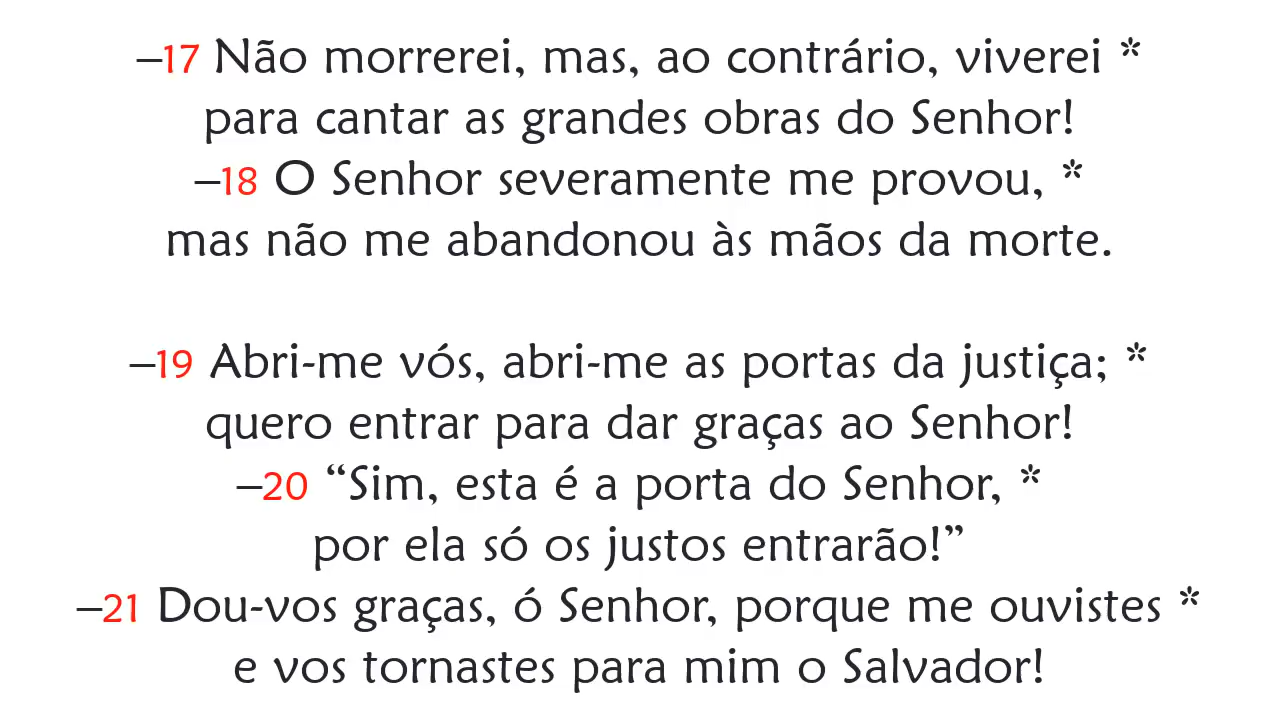 –17 Não morrerei, mas, ao contrário, viverei *
para cantar as grandes obras do Senhor!
–18 O Senhor severamente me provou, *
mas não me abandonou às mãos da morte.
–19 Abri-me vós, abri-me as portas da justiça; *
quero entrar para dar graças ao Senhor!
–20 “Sim, esta é a porta do Senhor, *
por ela só os justos entrarão!”
–21 Dou-vos graças, ó Senhor, porque me ouvistes *
e vos tornastes para mim o Salvador!